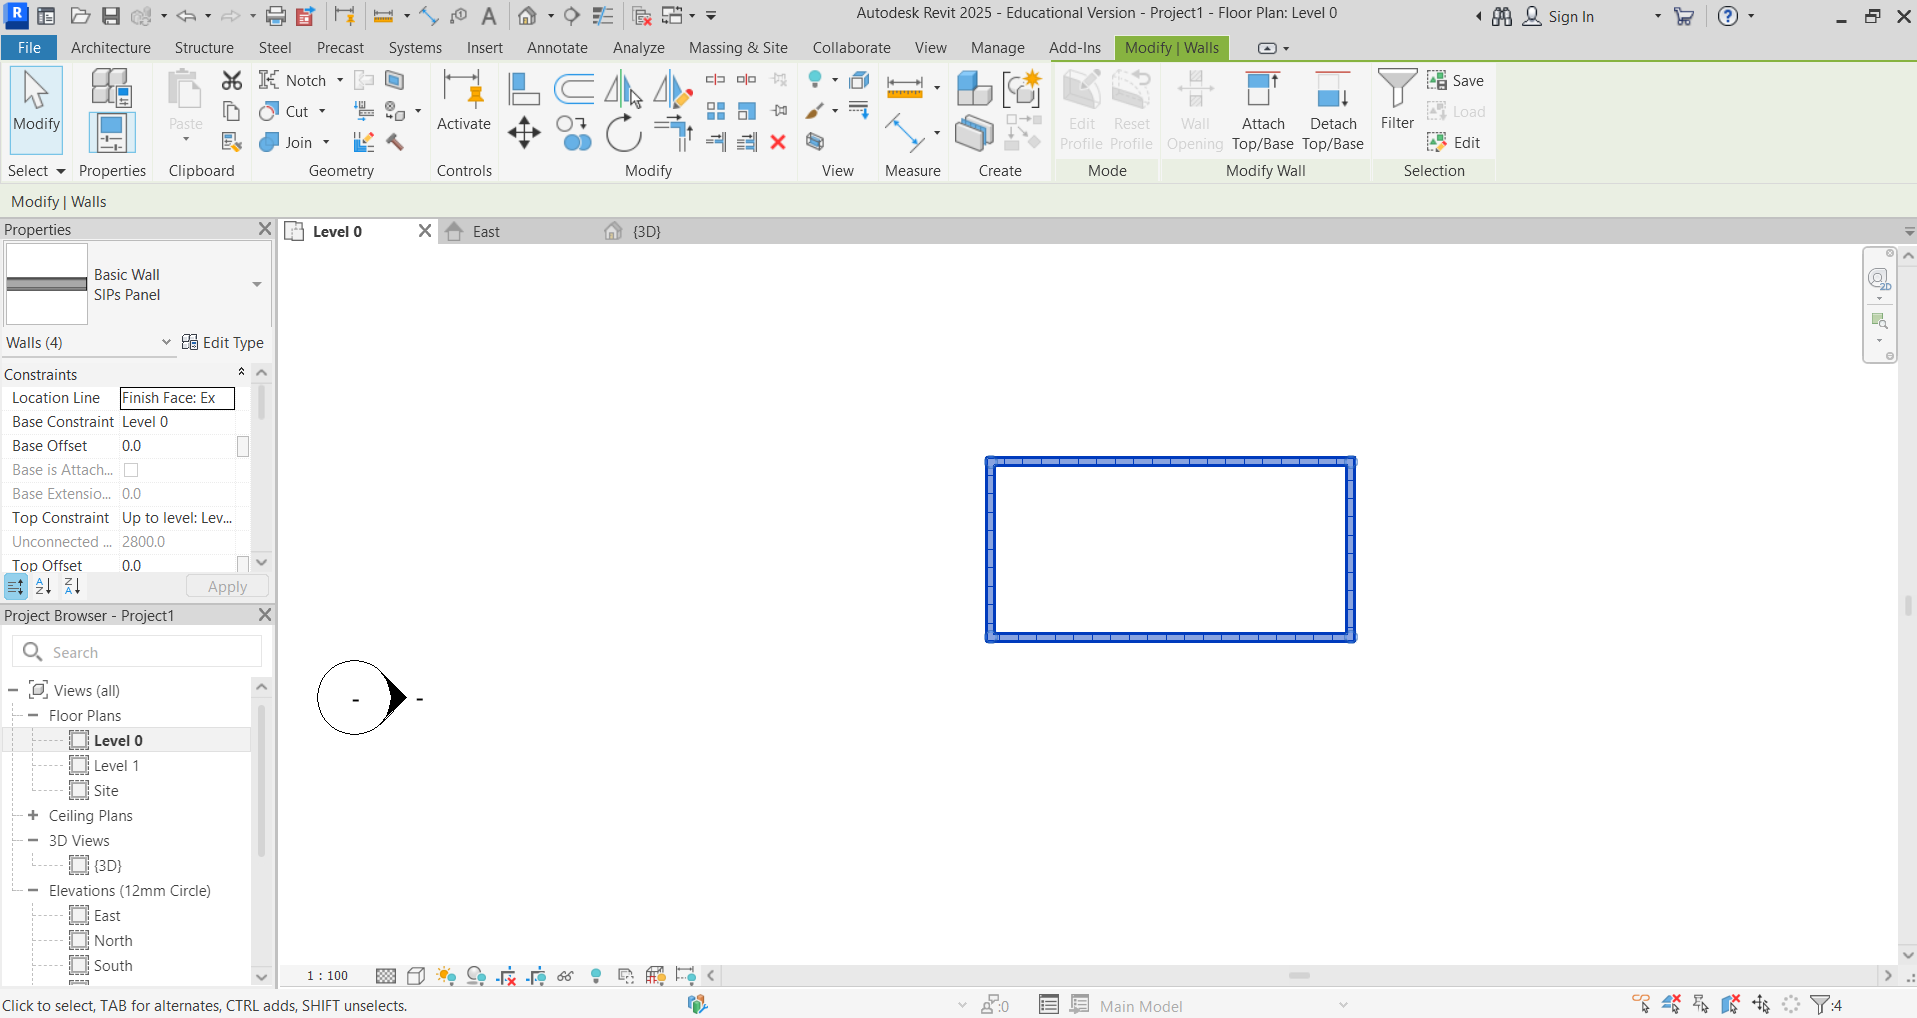 Autodesk Revit 2025 - Educational Version - Project1 - Floor Plan: Level 0
Sign In
File Architecture Structure Steel Precast Systems Insert Annotate Analyze Massing & Site Collaborate View Manage Add-Ins Modify | Walls
Modify
Select
Properties
Paste
Clipboard
Notch
Cut
Join
Geometry
Activate
Controls
Modify
View
Measure
Create
Edit
Profile
Reset
Profile
Mode
Wall
Opening
Attach
Top/Base
Detach
Top/Base
Modify Wall
Filter
Save
Load
Edit
Selection
Modify | Walls
Properties
Basic Wall
SIPs Panel
Walls (4)
Edit Type
Constraints
Location Line Finish Face: Ex
Base Constraint Level 0
Base Offset 0.0
Base is Attach...
Base Extensio... 0.0
Top Constraint Up to level: Lev...
Unconnected ... 2800.0
Top Offset 0.0
Apply
Project Browser - Project1
Search
Views (all)
Floor Plans
Level 0
Level 1
Site
Ceiling Plans
3D Views
{3D}
Elevations (12mm Circle)
East
North
South
Level 0
East
{3D}
2D
- -
1 : 100
Click to select, TAB for alternates, CTRL adds, SHIFT unselects.
:0
Main Model
:4